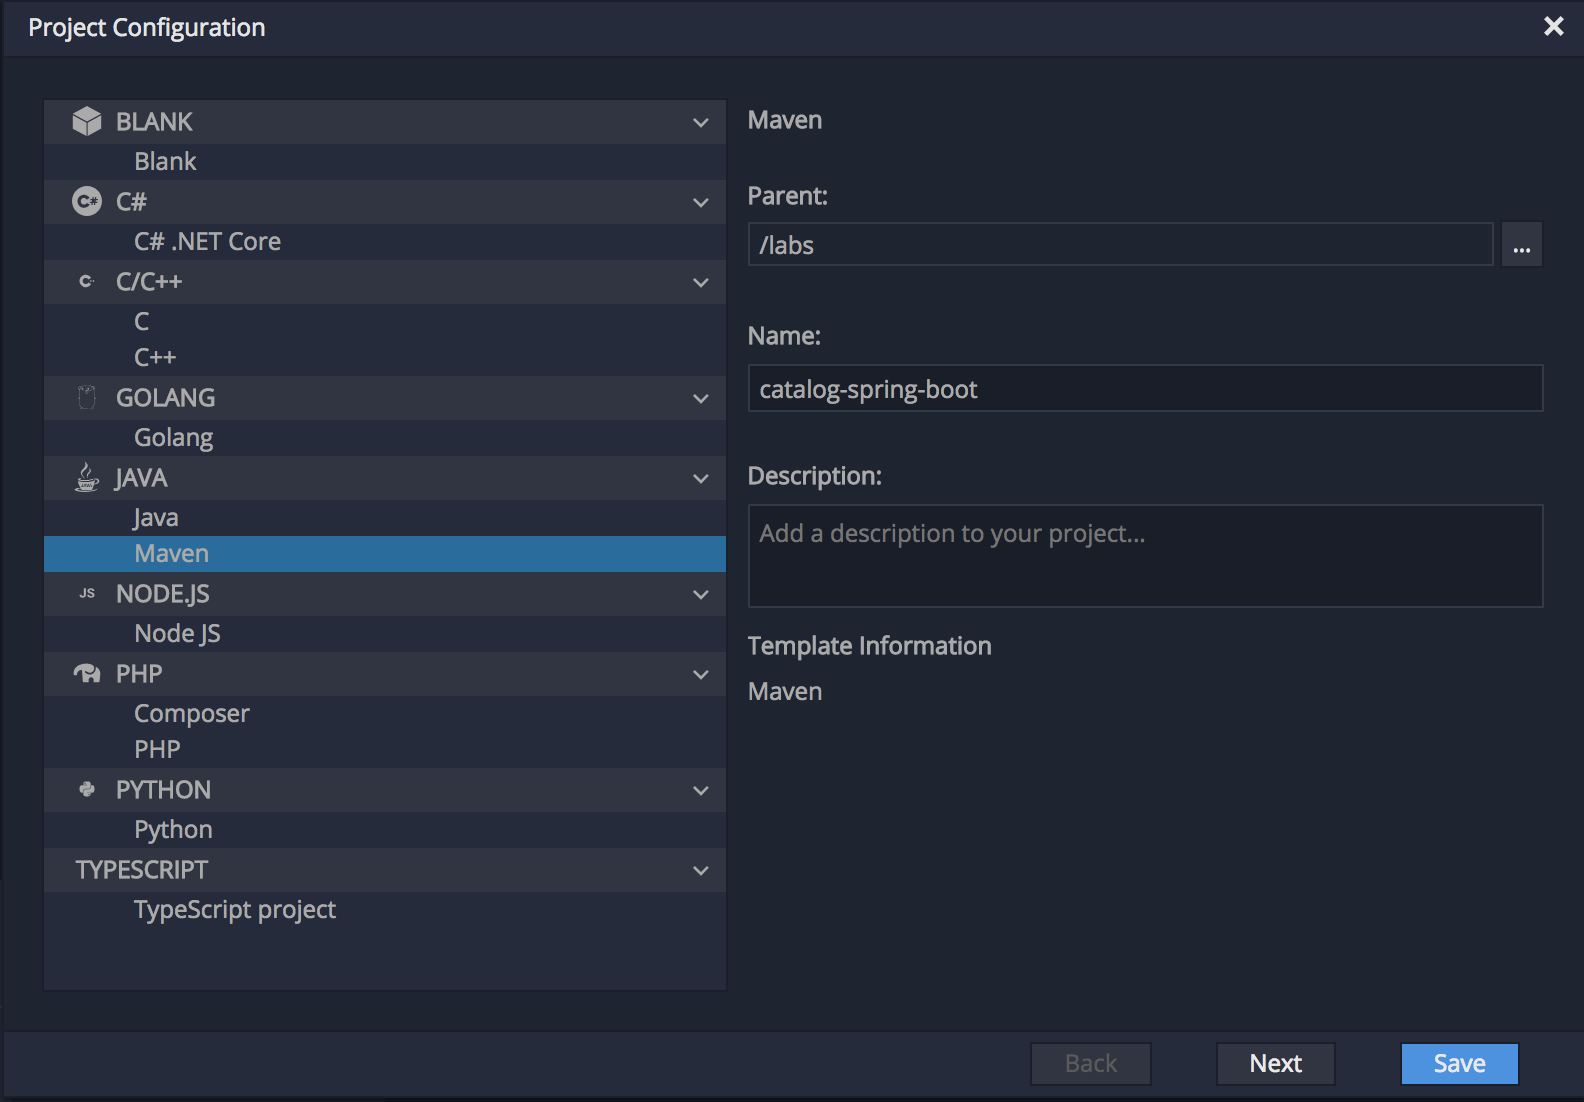 Project Configuration
BLANK
Blank
C#
C# .NET Core
C/C++
C
C++
GOLANG
Golang
JAVA
Java
Maven
JS NODE.JS
Node JS
PHP
Composer
PHP
PYTHON
Python
TYPESCRIPT
TypeScript project
Maven
Parent:
/labs
...
Name:
catalog-spring-boot
Description:
Add a description to your project...
Template Information
Maven
Back
Next
Save